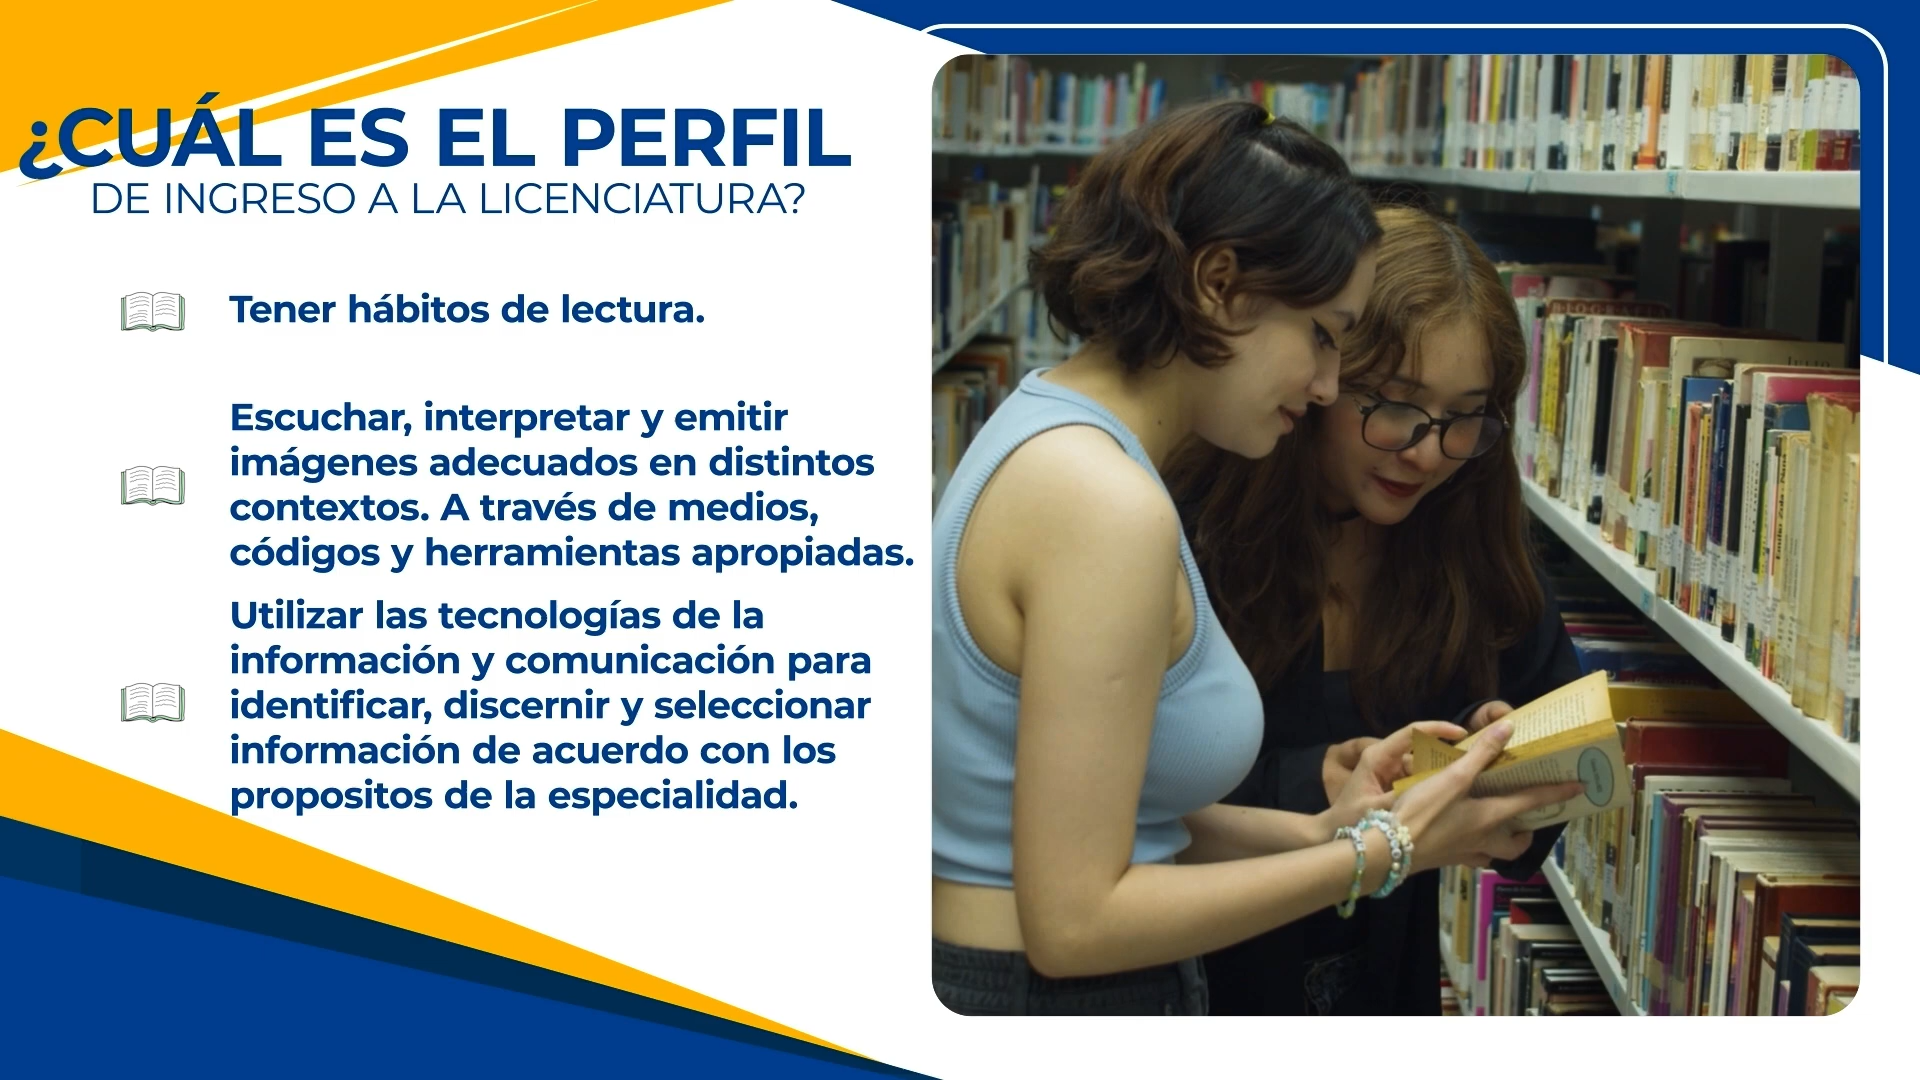 ¿CUÁL ES EL PERFIL
DE INGRESO A LA LICENCIATURA?
Tener hábitos de lectura.
Escuchar, interpretar y emitir
imágenes adecuados en distintos
contextos. A través de medios,
códigos y herramientas apropiadas.
Utilizar las tecnologías de la
información y comunicación para
identificar, discernir y seleccionar
información de acuerdo con los
propositos de la especialidad.